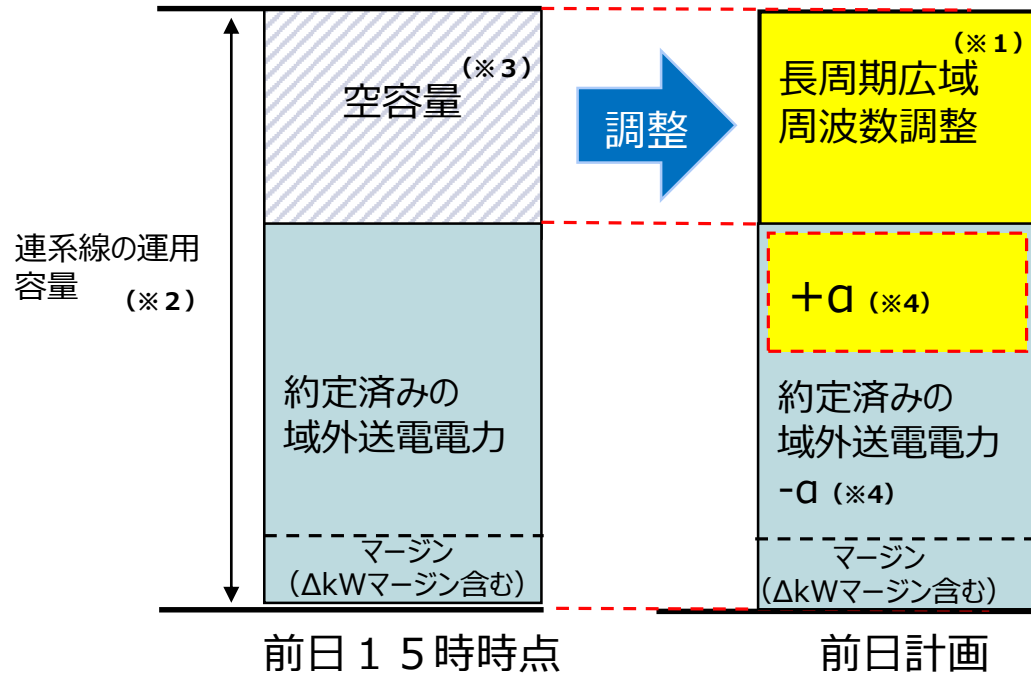 連系線の運用
容量 (※2)
(※3)
空容量
約定済みの
域外送電電力
マージン
(ΔkWマージン含む)
前日15時時点
調整
(※1)
長周期広域
周波数調整
+α (※4)
約定済みの
域外送電電力
-α (※4)
マージン
(ΔkWマージン含む)
前日計画